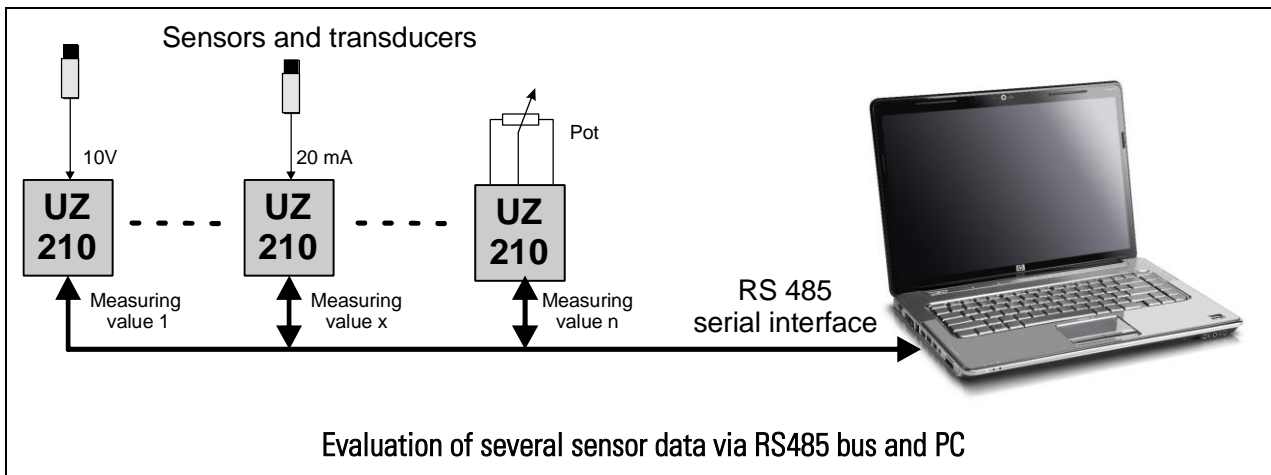 Sensors and transducers
10V
20 mA
Pot
UZ
210
UZ
210
UZ
210
Measuring
value 1
Measuring
value x
Measuring
value n
RS 485
serial interface
Evaluation of several sensor data via RS485 bus and PC